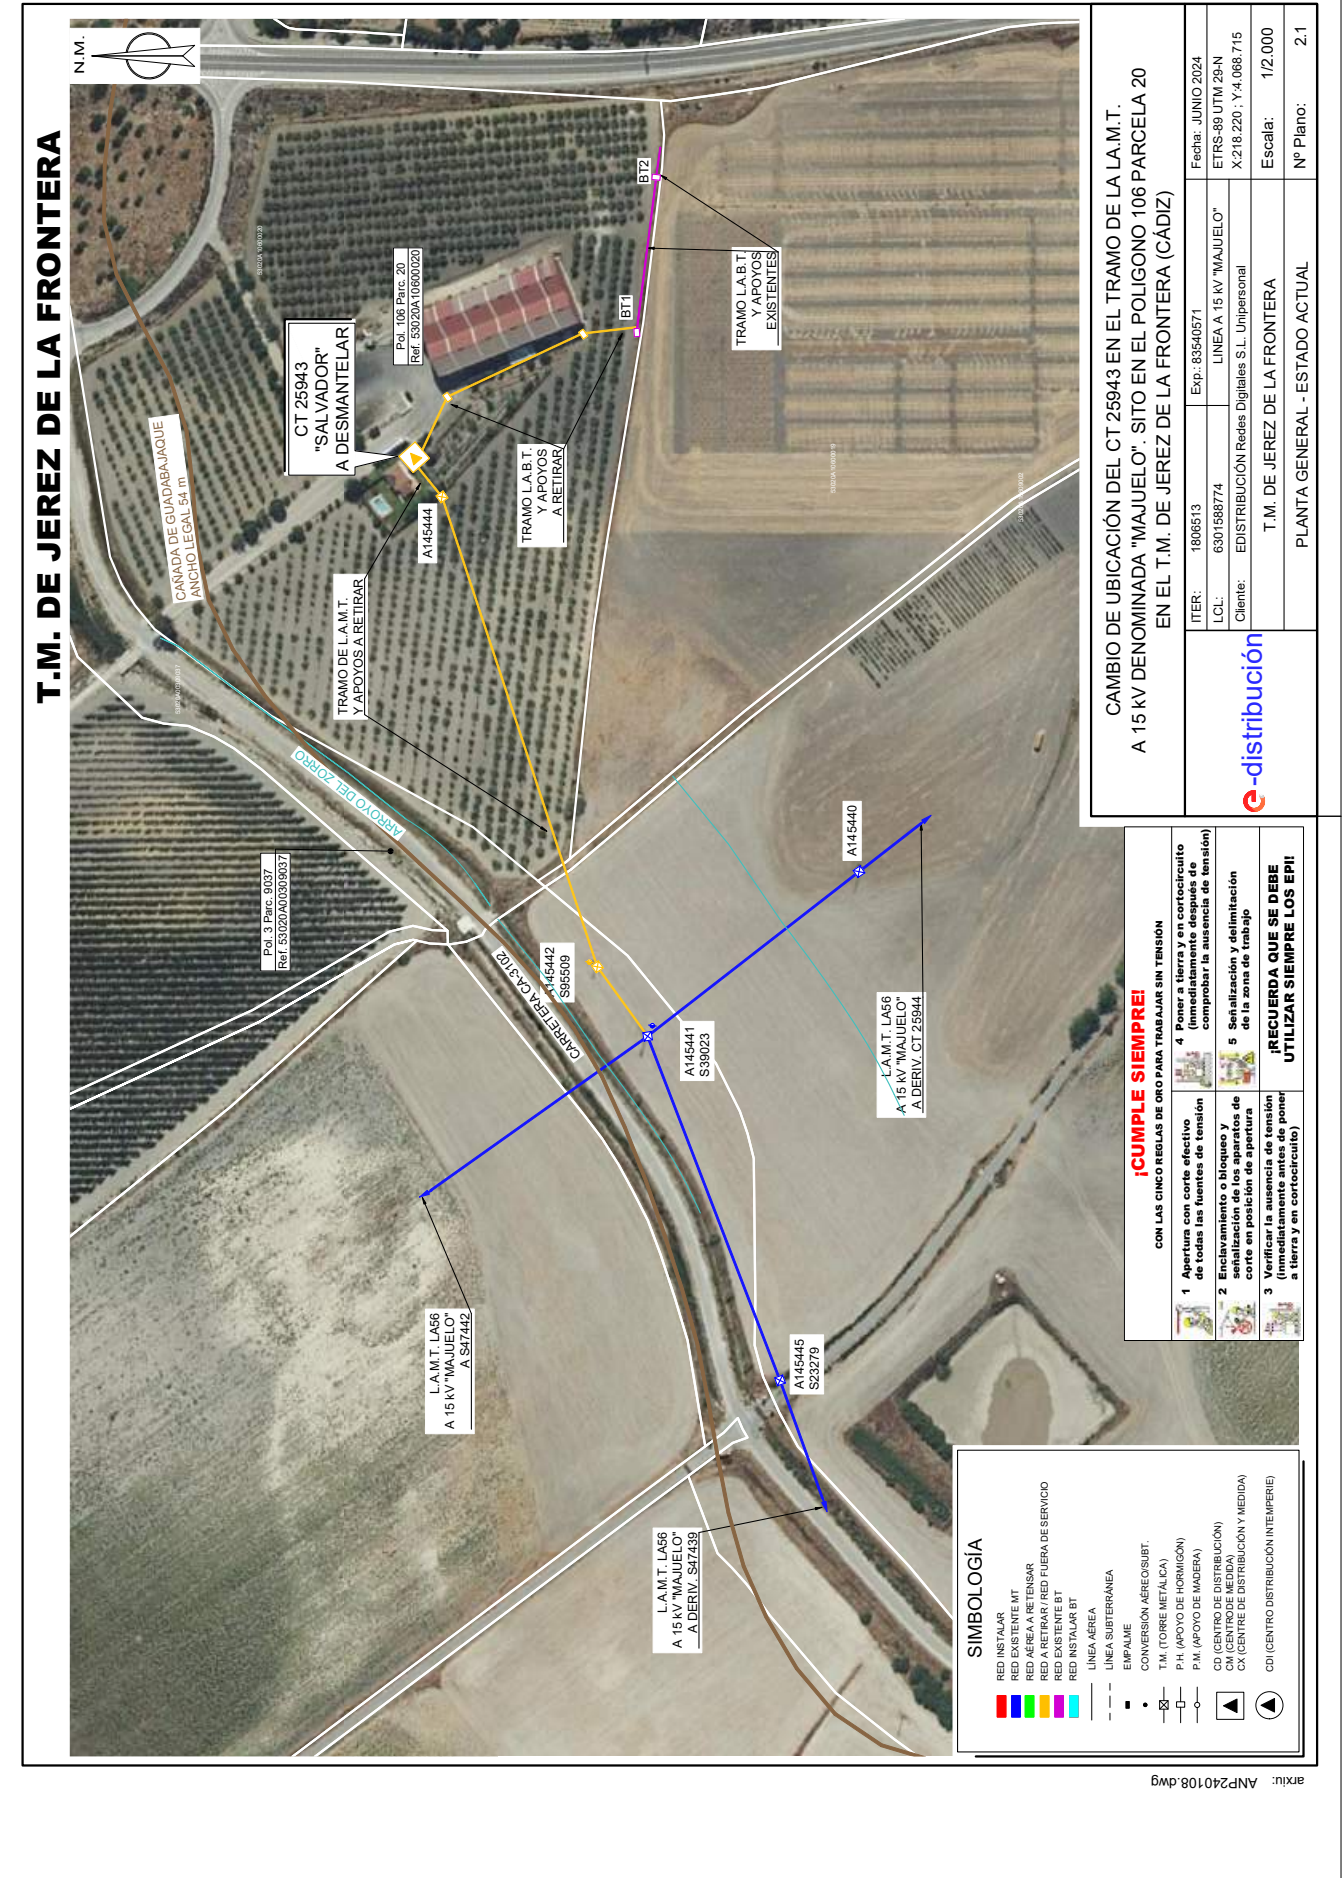 T.M. DE JEREZ DE LA FRONTERA
N.M.
CAÑADA DE GUADABAJAQUE
ANCHO LEGAL 54 m
CT 25943
"SALVADOR"
A DESMANTELAR
Pol. 106 Parc. 20
Ref. 53020A10600020
BT1
BT2
TRAMO L.A.B.T.
Y APOYOS
EXISTENTES
TRAMO L.A.B.T.
Y APOYOS
A RETIRAR
A145444
TRAMO DE L.A.M.T.
Y APOYOS A RETIRAR
ARROYO DEL ZORRO
Pol. 3 Parc. 9037
Ref. 53020A00309037
CARRETERA CA-3102
A145442
S95509
A145441
S39023
A145440
L.A.M.T. LA56
A 15 kV "MAJUELO"
A DERIV. CT 25944
L.A.M.T. LA56
A 15 kV "MAJUELO"
A S47442
A145445
S23279
L.A.M.T. LA56
A 15 kV "MAJUELO"
A DERIV. S47439
SIMBOLOGÍA
RED INSTALAR
RED EXISTENTE MT
RED AÉREA A RETENSAR
RED A RETIRAR / RED FUERA DE SERVICIO
RED EXISTENTE BT
RED INSTALAR BT
LÍNEA AÉREA
LÍNEA SUBTERRÁNEA
EMPALME
CONVERSIÓN AÉREO/SUBT.
T.M. (TORRE METÁLICA)
P.H. (APOYO DE HORMIGÓN)
P.M. (APOYO DE MADERA)
CD (CENTRO DE DISTRIBUCIÓN)
CM (CENTRODE MEDIDA)
CX (CENTRE DE DISTRIBUCIÓN Y MEDIDA)
CDI (CENTRO DISTRIBUCIÓN INTEMPERIE)
¡CUMPLE SIEMPRE!
CON LAS CINCO REGLAS DE ORO PARA TRABAJAR SIN TENSIÓN
1 Apertura con corte efectivo
de todas las fuentes de tensión
2 Enclavamiento o bloqueo y
señalización de los aparatos de
corte en posición de apertura
3 Verificar la ausencia de tensión
(inmediatamente antes de poner
a tierra y en cortocircuito)
4 Poner a tierra y en cortocircuito
(inmediatamente después de
comprobar la ausencia de tensión)
5 Señalización y delimitación
de la zona de trabajo
¡RECUERDA QUE SE DEBE
UTILIZAR SIEMPRE LOS EPI!
CAMBIO DE UBICACIÓN DEL CT 25943 EN EL TRAMO DE LA LA.M.T.
A 15 kV DENOMINADA "MAJUELO". SITO EN EL POLIGONO 106 PARCELA 20
EN EL T.M. DE JEREZ DE LA FRONTERA (CÁDIZ)
e-distribución
ITER: 1806513
Exp.: 83540571
Fecha: JUNIO 2024
LCL: 6301588774
LINEA A 15 kV "MAJUELO"
ETRS-89 UTM 29-N
X:218.220 ; Y:4.068.715
Cliente: EDISTRIBUCIÓN Redes Digitales S.L. Unipersonal
T.M. DE JEREZ DE LA FRONTERA
Escala: 1/2.000
PLANTA GENERAL - ESTADO ACTUAL
Nº Plano: 2.1
arxiu: ANP240108.dwg